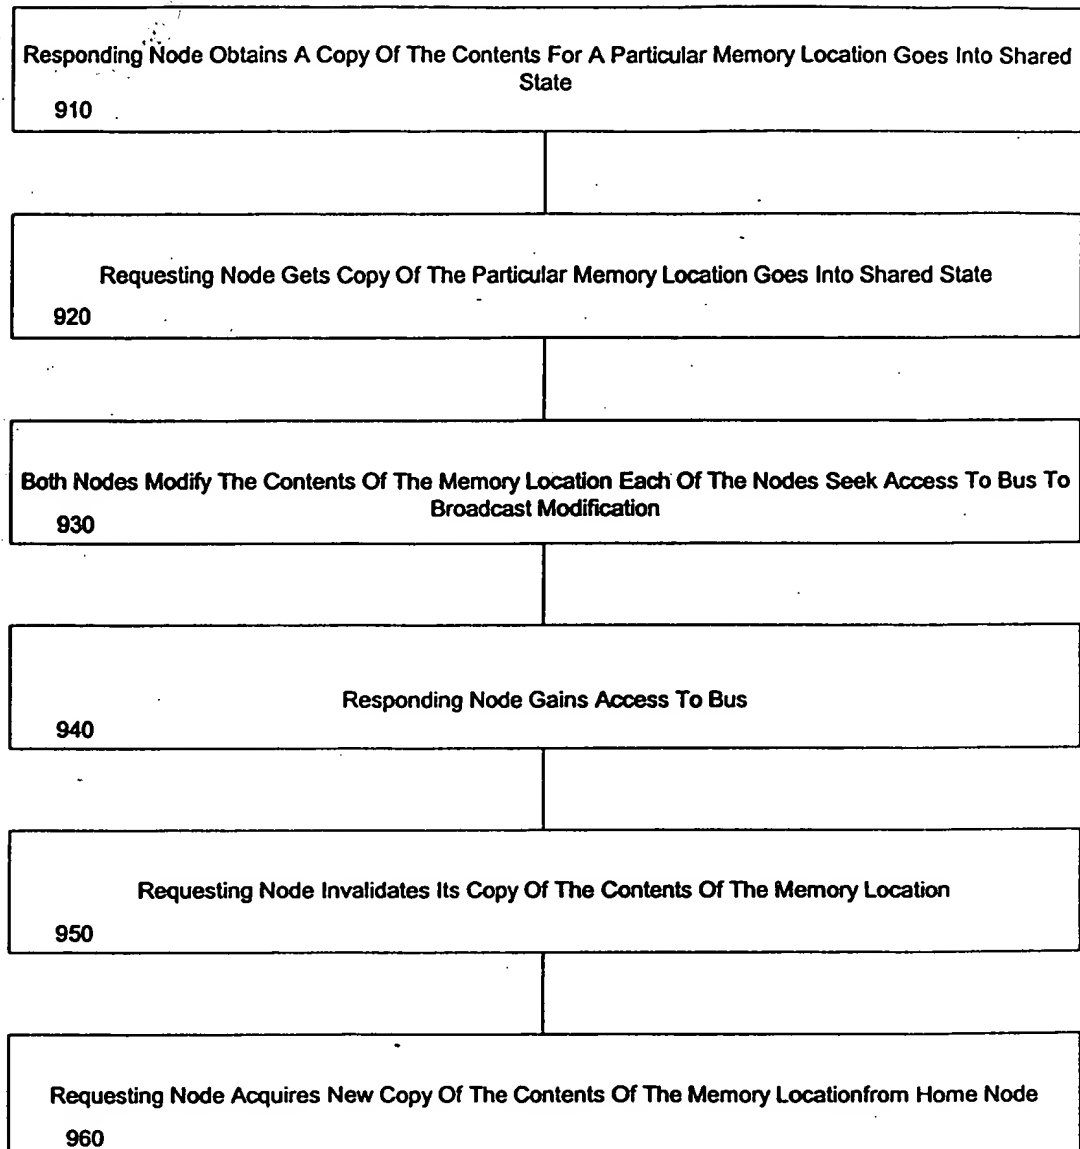 Responding Node Obtains A Copy Of The Contents For A Particular Memory Location Goes Into Shared
State
910
Requesting Node Gets Copy Of The Particular Memory Location Goes Into Shared State
920
Both Nodes Modify The Contents Of The Memory Location Each Of The Nodes Seek Access To Bus To
Broadcast Modification
930
Responding Node Gains Access To Bus
940
Requesting Node Invalidates Its Copy Of The Contents Of The Memory Location
950
Requesting Node Acquires New Copy Of The Contents Of The Memory Locationfrom Home Node
960